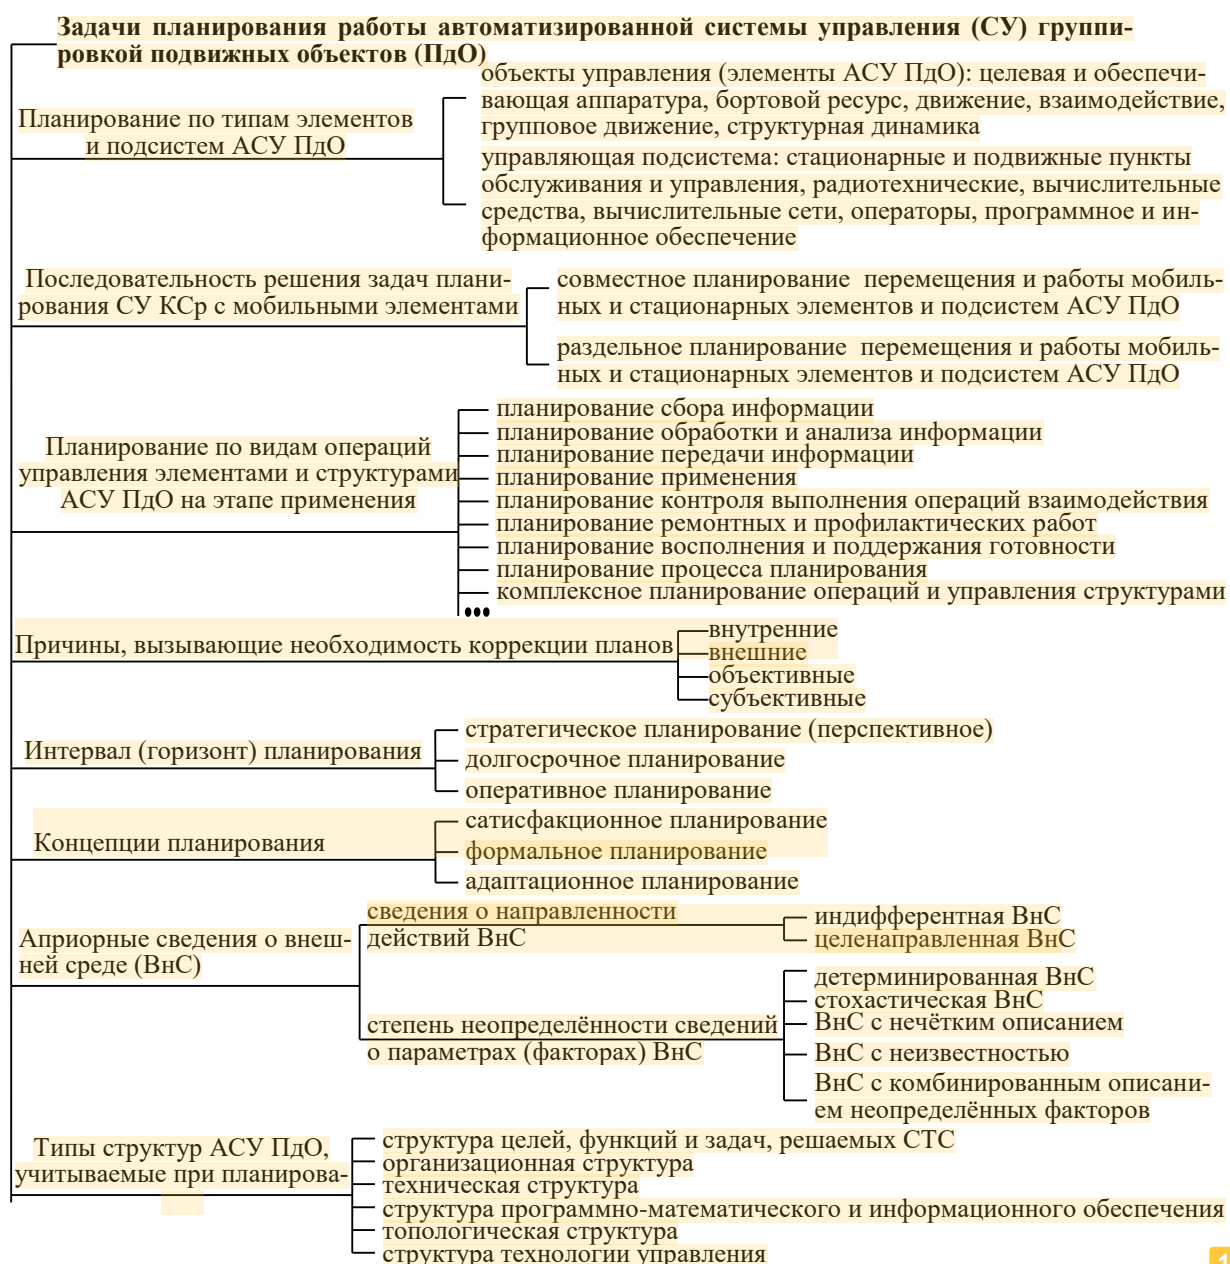 Задачи планирования работы автоматизированной системы управления (СУ) группи-
ровкой подвижных объектов (ПдО)
Планирование по типам элементов
и подсистем АСУ ПдО
объекты управления (элементы АСУ ПдО): целевая и обеспечи-
вающая аппаратура, бортовой ресурс, движение, взаимодействие,
групповое движение, структурная динамика
управляющая подсистема: стационарные и подвижные пункты
обслуживания и управления, радиотехнические, вычислительные
средства, вычислительные сети, операторы, программное и ин-
формационное обеспечение
Последовательность решения задач плани-
рования СУ КСр с мобильными элементами
совместное планирование перемещения и работы мобиль-
ных и стационарных элементов и подсистем АСУ ПдО
раздельное планирование перемещения и работы мобиль-
ных и стационарных элементов и подсистем АСУ ПдО
Планирование по видам операций
управления элементами и структурами
АСУ ПдО на этапе применения
планирование сбора информации
планирование обработки и анализа информации
планирование передачи информации
планирование применения
планирование контроля выполнения операций взаимодействия
планирование ремонтных и профилактических работ
планирование восполнения и поддержания готовности
планирование процесса планирования
комплексное планирование операций и управления структурами
•••
Причины, вызывающие необходимость коррекции планов
внутренние
внешние
объективные
субъективные
Интервал (горизонт) планирования
стратегическое планирование (перспективное)
долгосрочное планирование
оперативное планирование
Концепции планирования
сатисфакционное планирование
формальное планирование
адаптационное планирование
Априорные сведения о внеш-
ней среде (ВнС)
сведения о направленности
действий ВнС
индифферентная ВнС
целенаправленная ВнС
степень неопределённости сведений
о параметрах (факторах) ВнС
детерминированная ВнС
стохастическая ВнС
ВнС с нечётким описанием
ВнС с неизвестностью
ВнС с комбинированным описани-
ем неопределённых факторов
Типы структур АСУ ПдО,
учитываемые при планирова-
структура целей, функций и задач, решаемых СТС
организационная структура
техническая структура
структура программно-математического и информационного обеспечения
топологическая структура
структура технологии управления
1